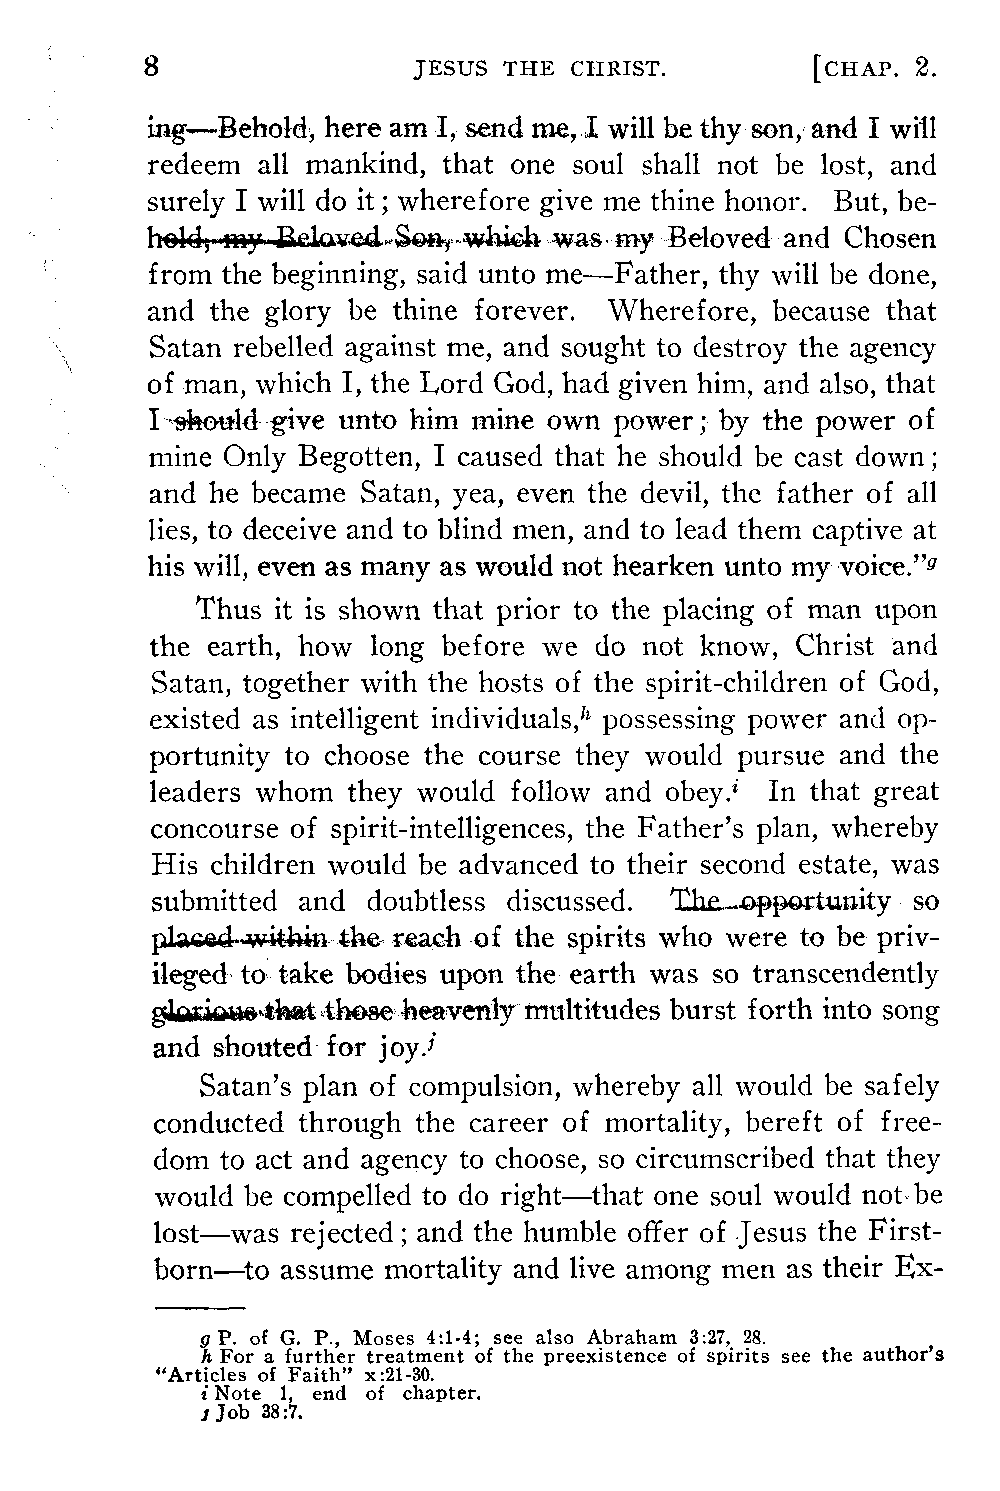 8 JESUS THE CHRIST. [CHAP. 2.
ing—Behold, here am I, send me, I will be thy son, and I will
redeem all mankind, that one soul shall not be lost, and
surely I will do it; wherefore give me thine honor. But, be-
hold, my Beloved Son, which was my Beloved and Chosen
from the beginning, said unto me—Father, thy will be done,
and the glory be thine forever. Wherefore, because that
Satan rebelled against me, and sought to destroy the agency
of man, which I, the Lord God, had given him, and also, that
I should give unto him mine own power; by the power of
mine Only Begotten, I caused that he should be cast down;
and he became Satan, yea, even the devil, the father of all
lies, to deceive and to blind men, and to lead them captive at
his will, even as many as would not hearken unto my voice."g
Thus it is shown that prior to the placing of man upon
the earth, how long before we do not know, Christ and
Satan, together with the hosts of the spirit-children of God,
existed as intelligent individuals,h possessing power and op-
portunity to choose the course they would pursue and the
leaders whom they would follow and obey.i In that great
concourse of spirit-intelligences, the Father's plan, whereby
His children would be advanced to their second estate, was
submitted and doubtless discussed. The opportunity so
placed within the reach of the spirits who were to be priv-
ileged to take bodies upon the earth was so transcendently
glorious that those heavenly multitudes burst forth into song
and shouted for joy.j
Satan's plan of compulsion, whereby all would be safely
conducted through the career of mortality, bereft of free-
dom to act and agency to choose, so circumscribed that they
would be compelled to do right—that one soul would not be
lost—was rejected; and the humble offer of Jesus the First-
born—to assume mortality and live among men as their Ex-
g P. of G. P., Moses 4:1-4; see also Abraham 3:27, 28.
h For a further treatment of the preexistence of spirits see the author's
"Articles of Faith" x:21-30.
i Note 1, end of chapter.
j Job 38:7.